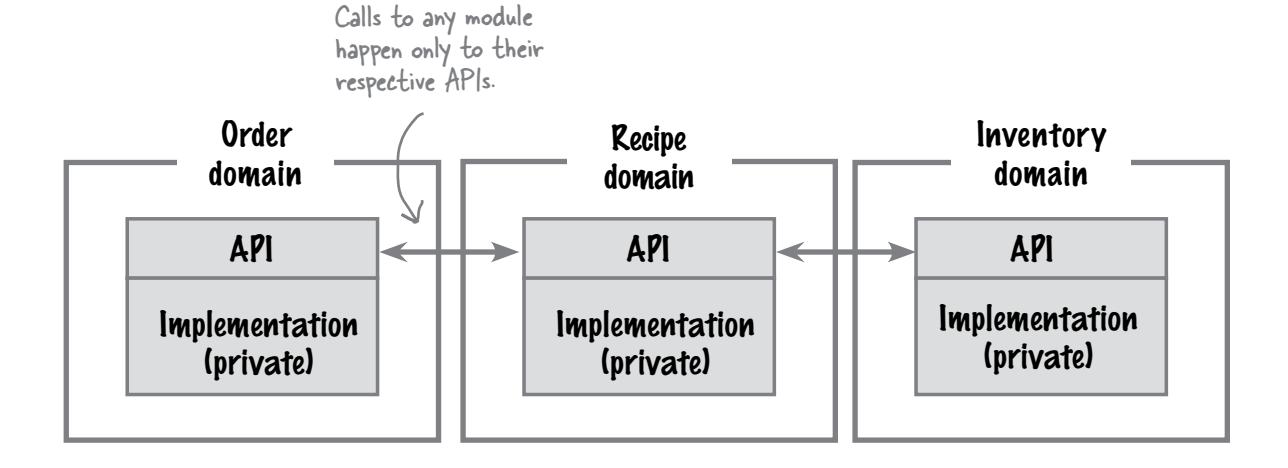 Calls to any module
happen only to their
respective APIs.
Order
domain
Recipe
domain
Inventory
domain
API
Implementation
(private)
API
Implementation
(private)
API
Implementation
(private)